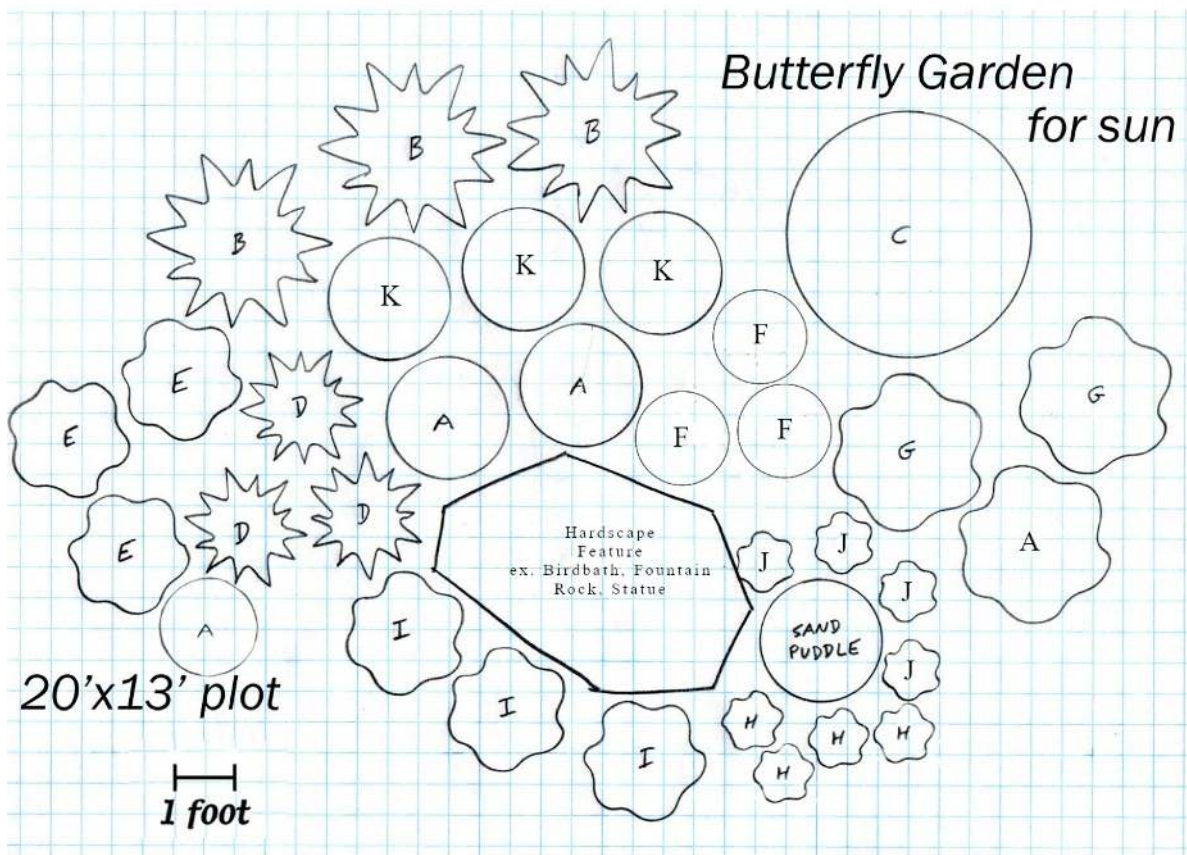 Butterfly Garden
for sun
B
B
B
C
K
K
K
F
E
D
A
A
F
F
G
G
E
E
D
D
A
Hardscape
Feature
ex. Birdbath, Fountain
Rock, Statue
J
J
J
J
A
I
I
I
SAND
PUDDLE
H
H
H
H
20'x13' plot
1 foot